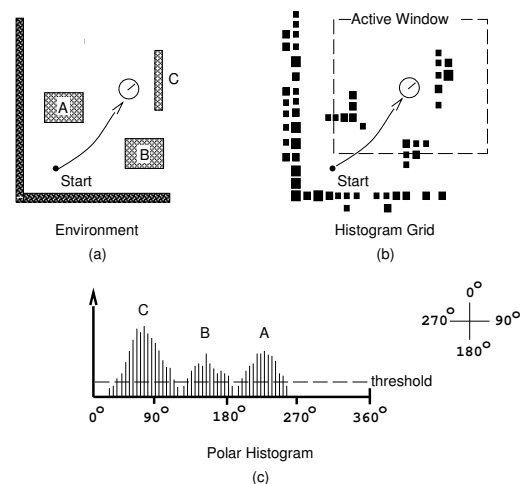 Active Window
C
A
B
Start
Start
Environment
Histogram Grid
(a)
(b)
C
B
A
0°
270°
90°
180°
threshold
0° 90° 180° 270° 360°
Polar Histogram
(c)